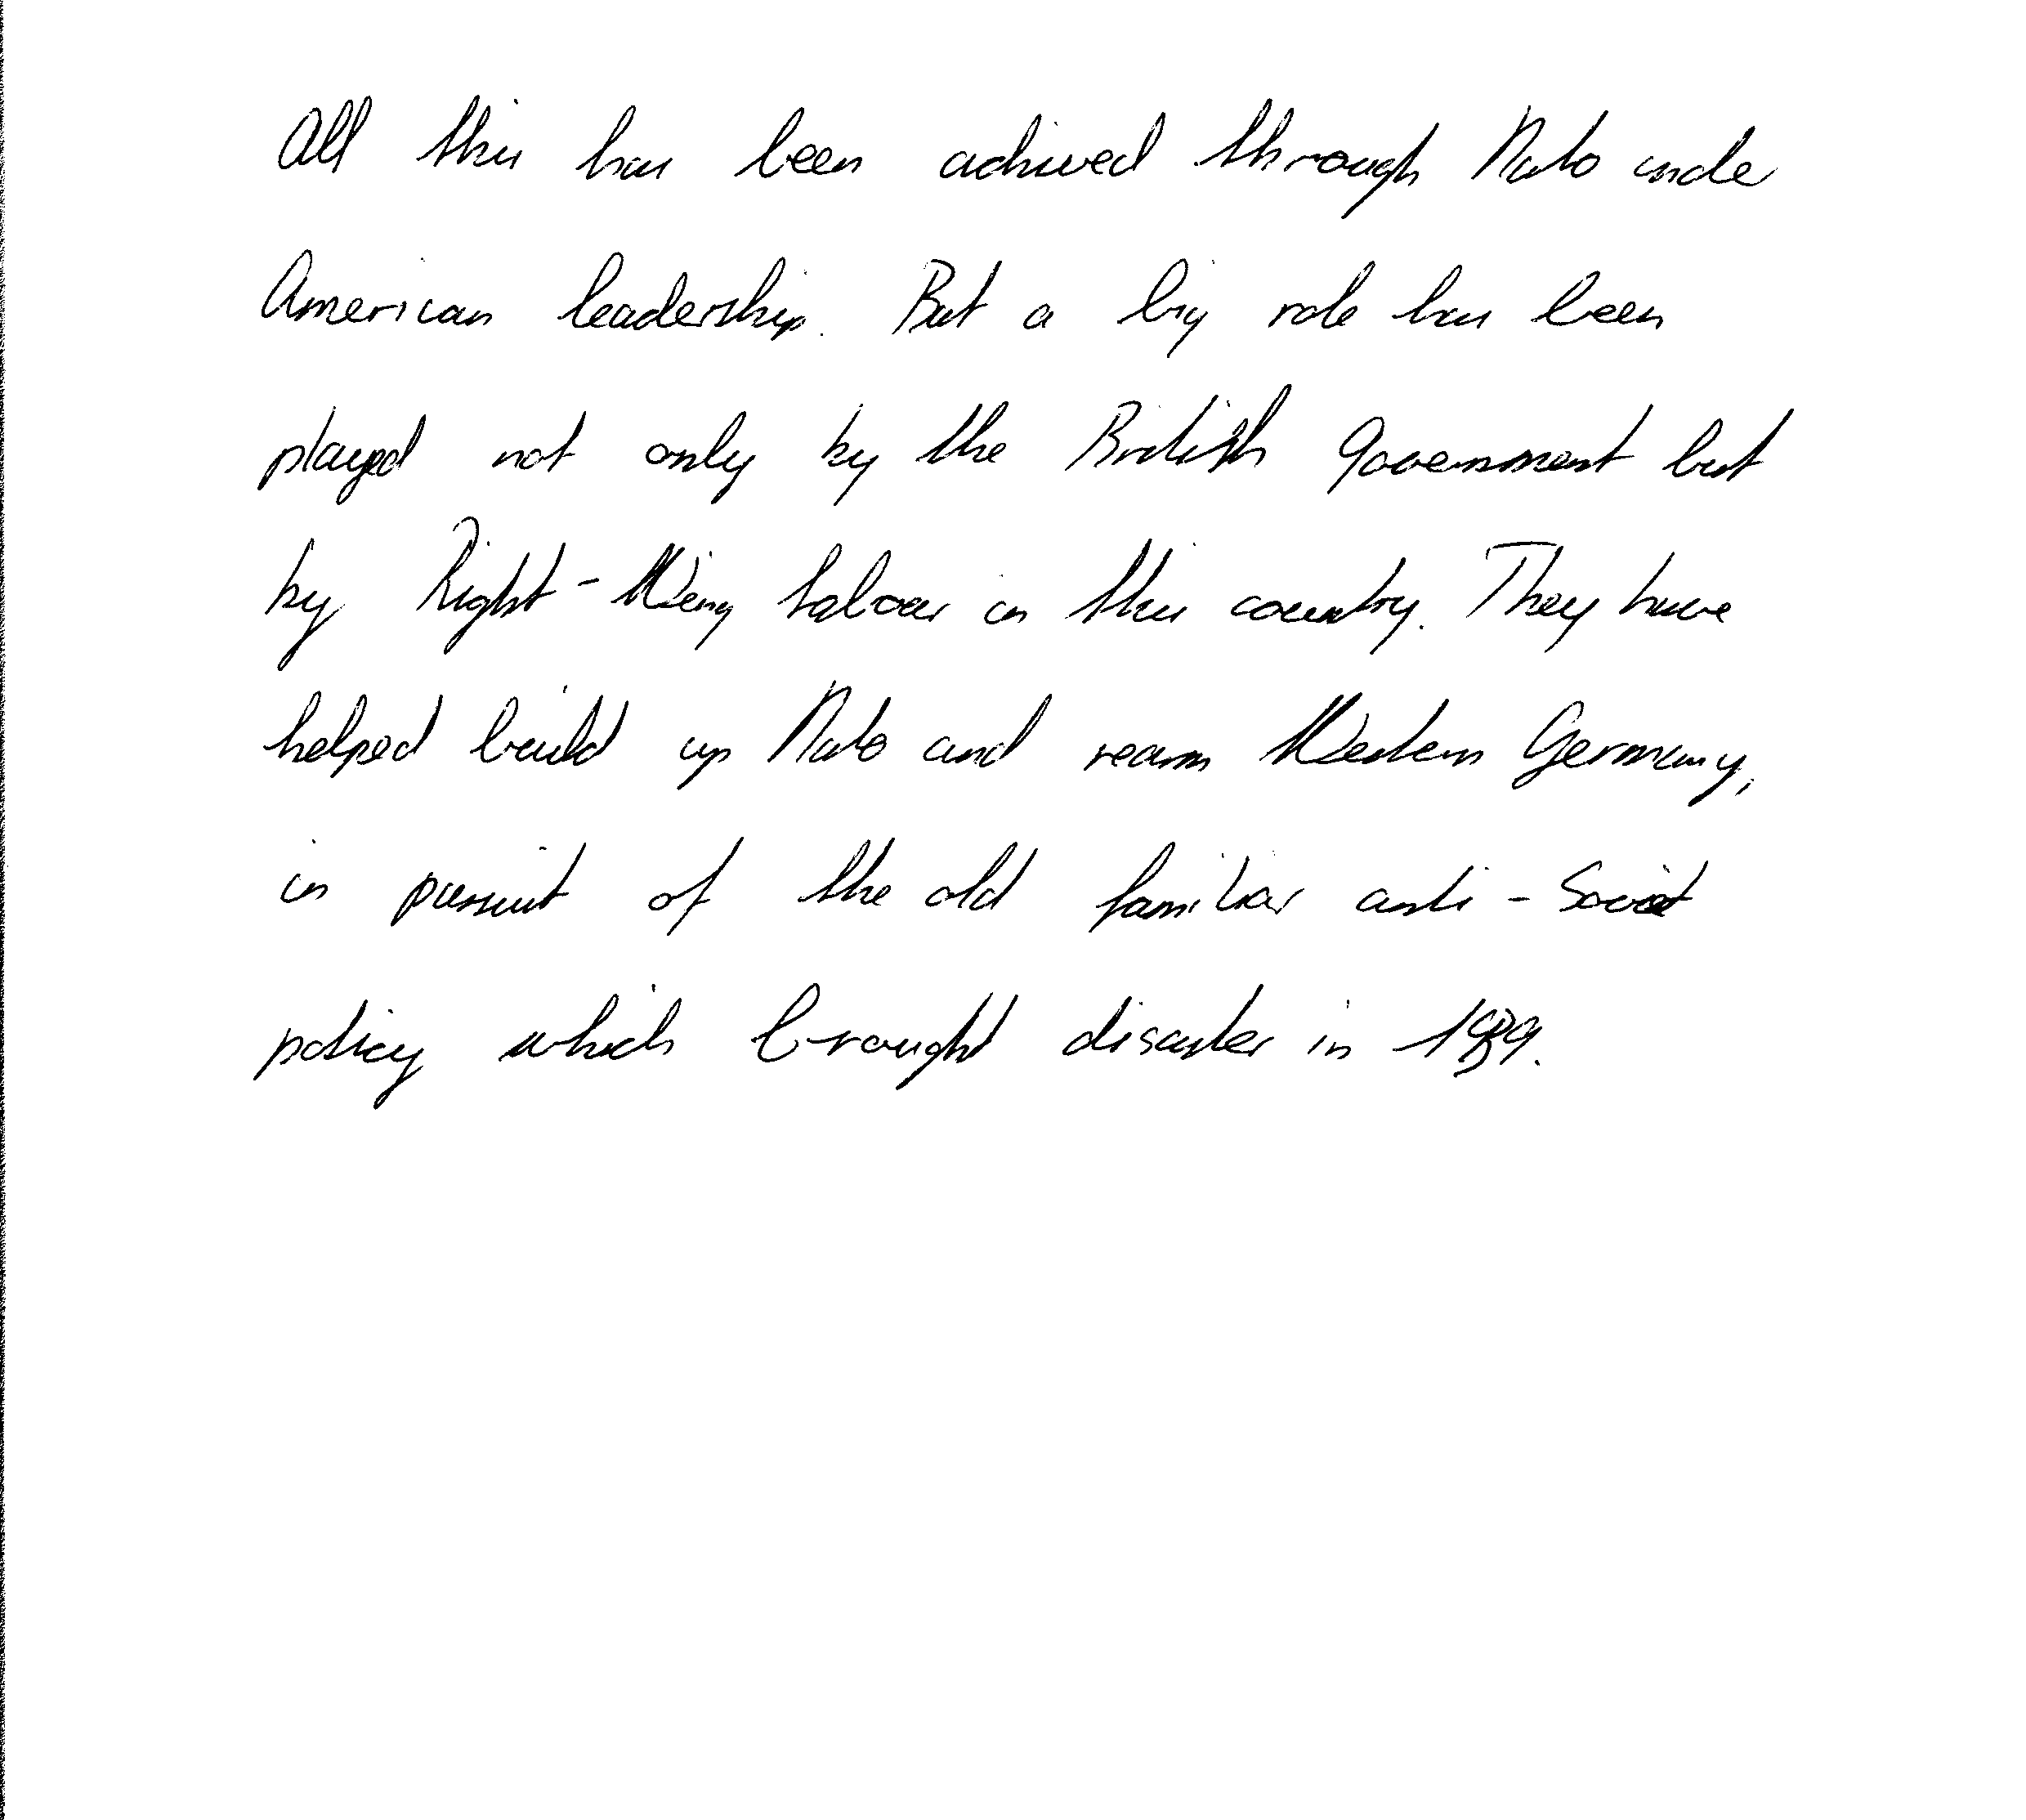 All this has been achived through Nato unde
American leadership. But a big role has been
played not only by the British Government but
by Right-Wing Labour in this country. They have
helped build up Nato and rearm Western Germany,
in pursuit of the old familiar anti-Soviet
policy which brought disaster in 1939.